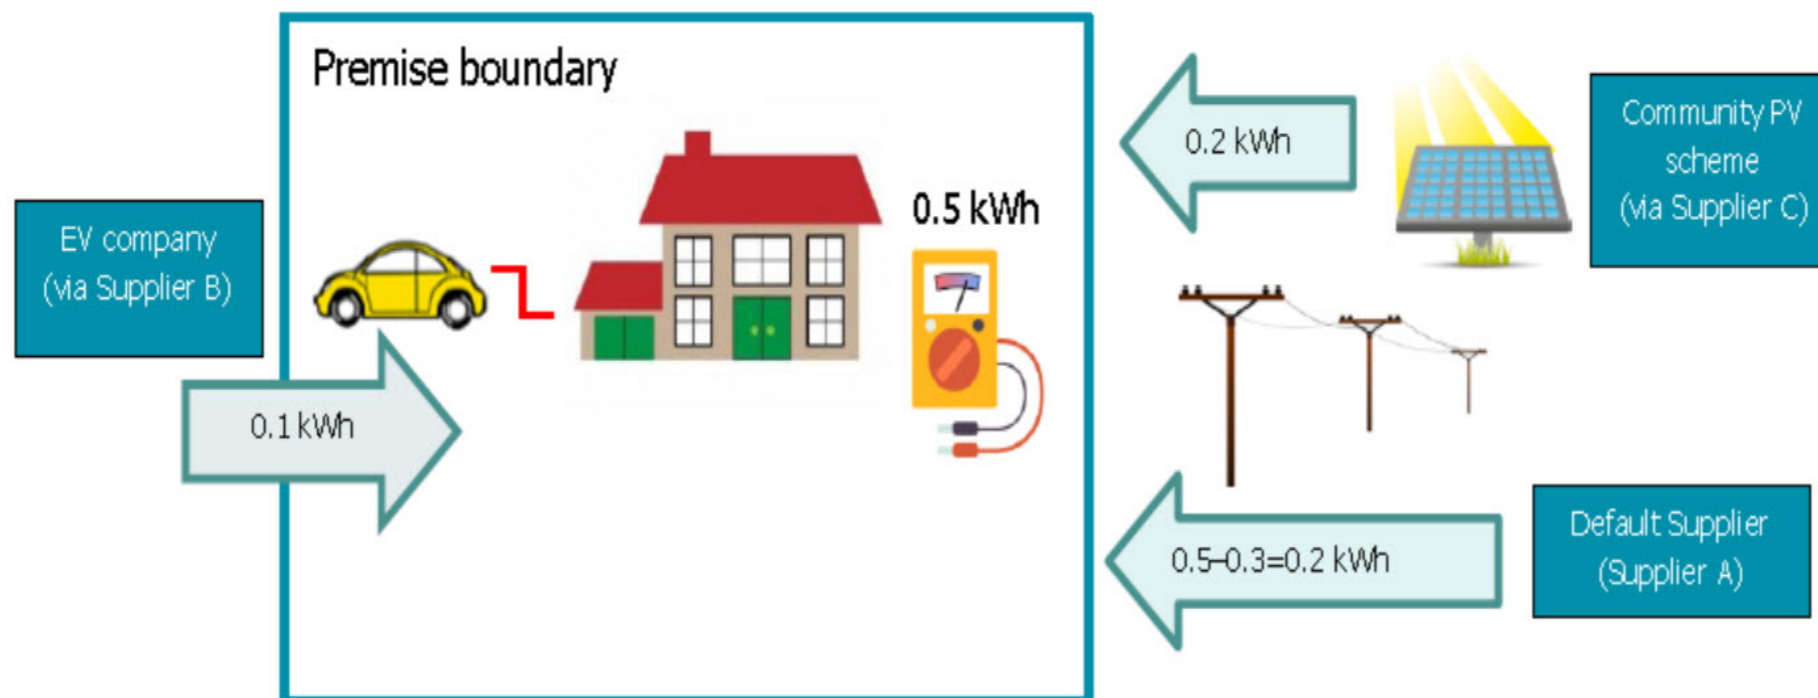 Premise boundary
EV company
(via Supplier B)
0.1 kWh
0.5 kWh
0.2 kWh
Community PV
scheme
(via Supplier C)
0.5–0.3=0.2 kWh
Default Supplier
(Supplier A)